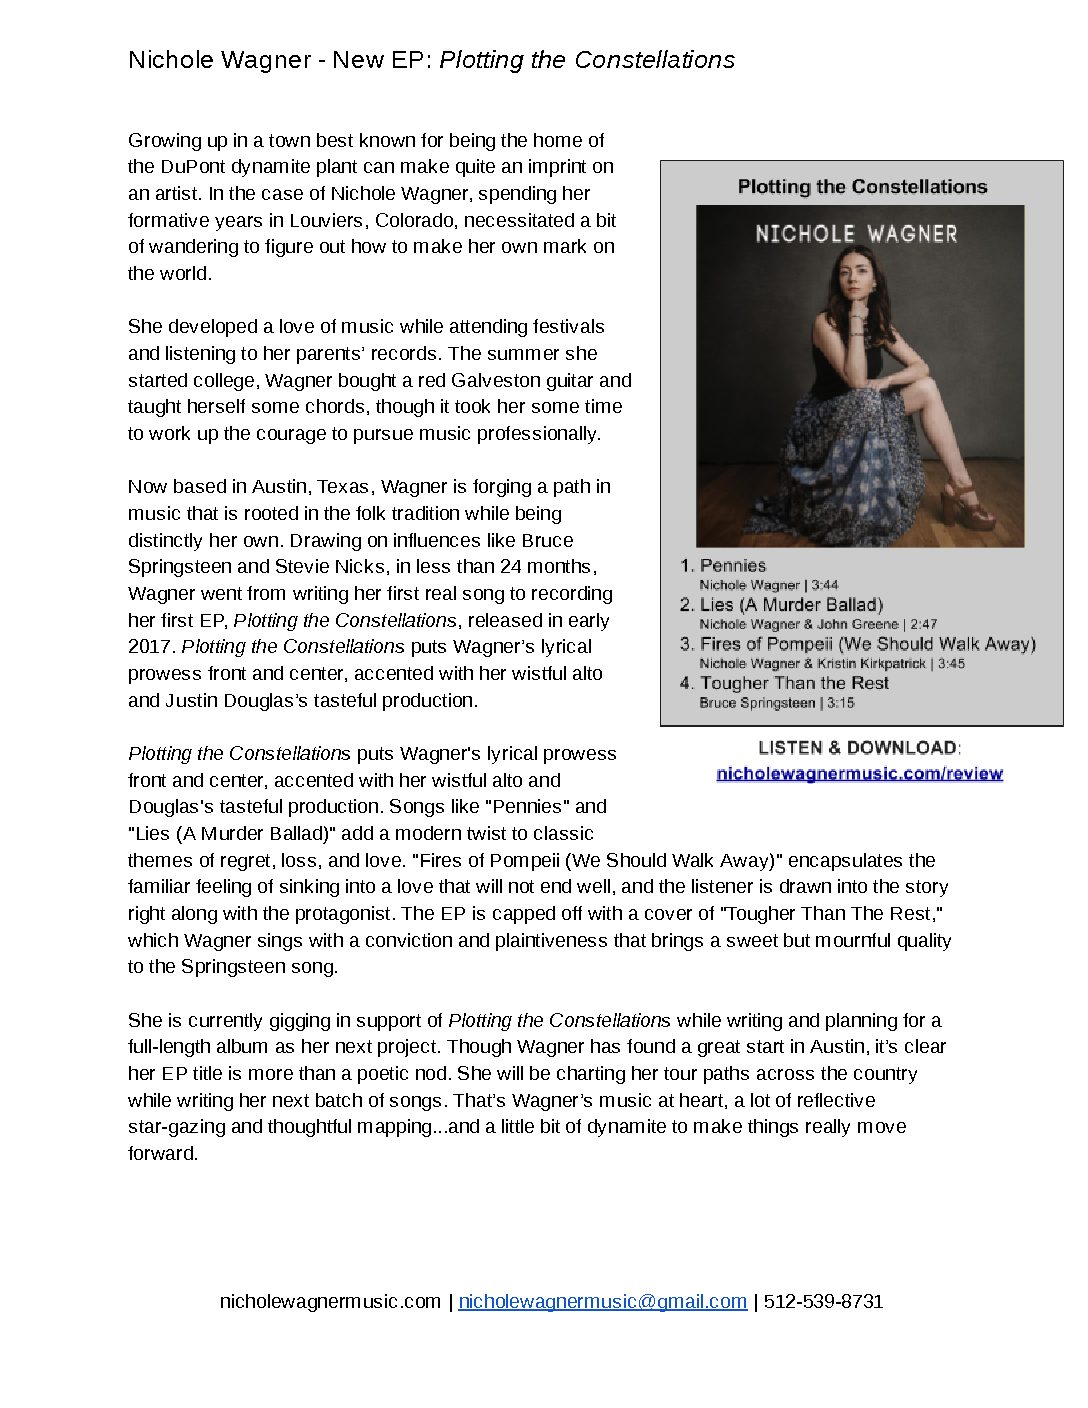 Nichole Wagner - New EP: Plotting the Constellations
Growing up in a town best known for being the home of
the DuPont dynamite plant can make quite an imprint on
an artist. In the case of Nichole Wagner, spending her
formative years in Louviers, Colorado, necessitated a bit
of wandering to figure out how to make her own mark on
the world.
She developed a love of music while attending festivals
and listening to her parents’ records. The summer she
started college, Wagner bought a red Galveston guitar and
taught herself some chords, though it took her some time
to work up the courage to pursue music professionally.
Now based in Austin, Texas, Wagner is forging a path in
music that is rooted in the folk tradition while being
distinctly her own. Drawing on influences like Bruce
Springsteen and Stevie Nicks, in less than 24 months,
Wagner went from writing her first real song to recording
her first EP, Plotting the Constellations, released in early
2017. Plotting the Constellations puts Wagner’s lyrical
prowess front and center, accented with her wistful alto
and Justin Douglas’s tasteful production.
Plotting the Constellations
NICHOLE WAGNER
1. Pennies
Nichole Wagner | 3:44
2. Lies (A Murder Ballad)
Nichole Wagner & John Greene | 2:47
3. Fires of Pompeii (We Should Walk Away)
Nichole Wagner & Kristin Kirkpatrick | 3:45
4. Tougher Than the Rest
Bruce Springsteen | 3:15
LISTEN & DOWNLOAD:
nicholewagnermusic.com/review
Plotting the Constellations puts Wagner's lyrical prowess
front and center, accented with her wistful alto and
Douglas's tasteful production. Songs like "Pennies" and
"Lies (A Murder Ballad)" add a modern twist to classic
themes of regret, loss, and love. "Fires of Pompeii (We Should Walk Away)" encapsulates the
familiar feeling of sinking into a love that will not end well, and the listener is drawn into the story
right along with the protagonist. The EP is capped off with a cover of "Tougher Than The Rest,"
which Wagner sings with a conviction and plaintiveness that brings a sweet but mournful quality
to the Springsteen song.
She is currently gigging in support of Plotting the Constellations while writing and planning for a
full-length album as her next project. Though Wagner has found a great start in Austin, it’s clear
her EP title is more than a poetic nod. She will be charting her tour paths across the country
while writing her next batch of songs. That’s Wagner’s music at heart, a lot of reflective
star-gazing and thoughtful mapping...and a little bit of dynamite to make things really move
forward.
nicholewagnermusic.com | nicholewagnermusic@gmail.com | 512-539-8731